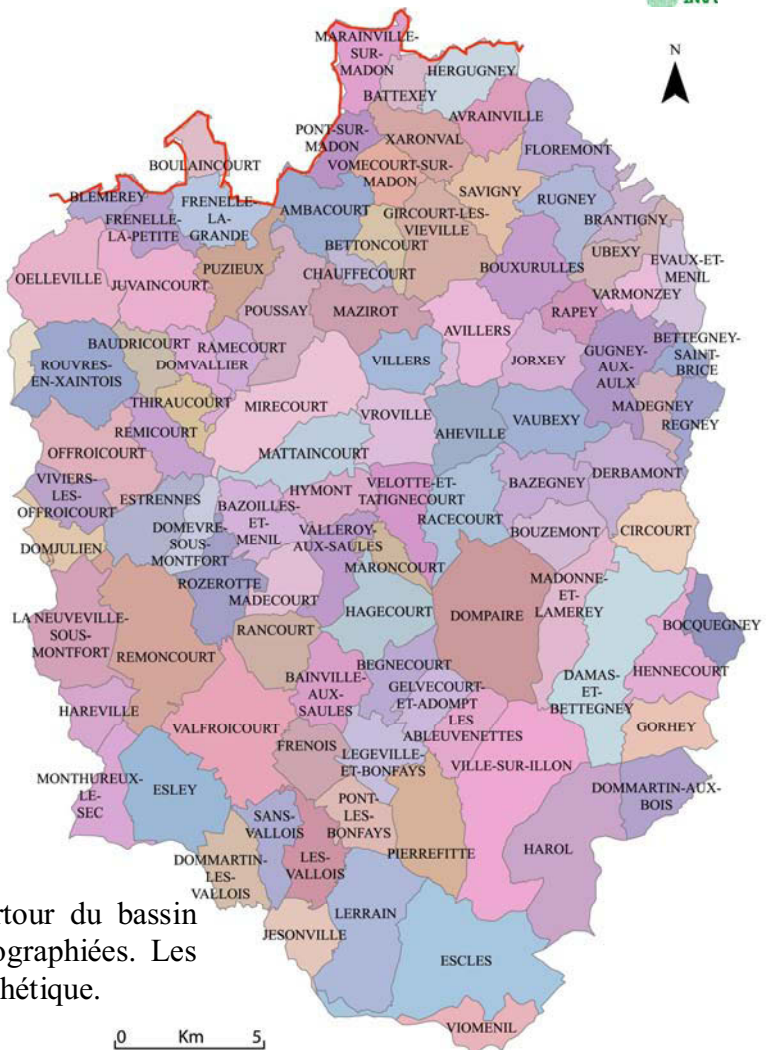 N
MARAINVILLE-
SUR-
MADON
HERGUGNEY
BATTEXEY
AVRAINVILLE
PONT-SUR-
MADON
XARONVAL
FLOREMONT
BOULAINCOURT
VOMECOURT-SUR-
MADON
SAVIGNY
BLEMEREY
FRENELLE-
LA-
GRANDE
RUGNEY
AMBACOURT
GIRCOURT-LES-
VIEVILLE
BRANTIGNY
FRENELLE-
LA-PETITE
BETTONCOURT
UBEXY
EVAUX-ET-
MENIL
PUZIEUX
CHAUFFECOURT
BOUXURULLES
OELLEVILLE
JUVAINCOURT
VARMONZEY
POUSSAY
MAZIROT
RAPEY
AVILLERS
BAUDRICOURT
RAMECOURT
BETTEGNEY-
SAINT-
BRICE
ROUVRES-
EN-XAINTOIS
DOMVALLIER
VILLERS
JORXEY
GUGNEY-
AUX-
AULX
THIRAUCOURT
MIRECOURT
VROVILLE
VAUBEXY
MADEGNEY
REMICOURT
AHEVILLE
REGNEY
OFFROICOURT
MATTAINCOURT
VIVIERS-
LES-
OFFROICOURT
HYMONT
VELOTTE-ET-
TATIGNECOURT
BAZEGNEY
DERBAMONT
ESTRENNES
BAZOILLES-
ET-
MENIL
RACECOURT
DOMEVRE-
SOUS-
MONTFORT
VALLEROY-
AUX-SAULES
BOUZEMONT
CIRCOURT
DOMJULIEN
MARONCOURT
ROZEROTTE
MADECOURT
MADONNE-
ET-
LAMEREY
HAGECOURT
DOMPAIRE
LA NEUVEVILLE-
SOUS-
MONTFORT
RANCOURT
BOCQUEGNEY
REMONCOURT
BEGNECOURT
HENNECOURT
BAINVILLE-
AUX-
SAULES
GELVECOURT-
ET-ADOMPT
DAMAS-
ET-
BETTEGNEY
HAREVILLE
LES
ABLEUVENETTES
VALFROICOURT
GORHEY
FRENOIS
LEGEVILLE-
ET-BONFAYS
VILLE-SUR-ILLON
MONTHUREUX-
LE-
SEC
ESLEY
DOMMARTIN-AUX-
BOIS
SANS-
VALLOIS
PONT-
LES-
BONFAYS
PIERREFITTE
HAROL
DOMMARTIN-
LES-
VALLOIS
LES-
VALLOIS
LERRAIN
JESONVILLE
ESCLES
VIOMENIL
rtour du bassin
ographiées. Les
hétique.
0 Km 5